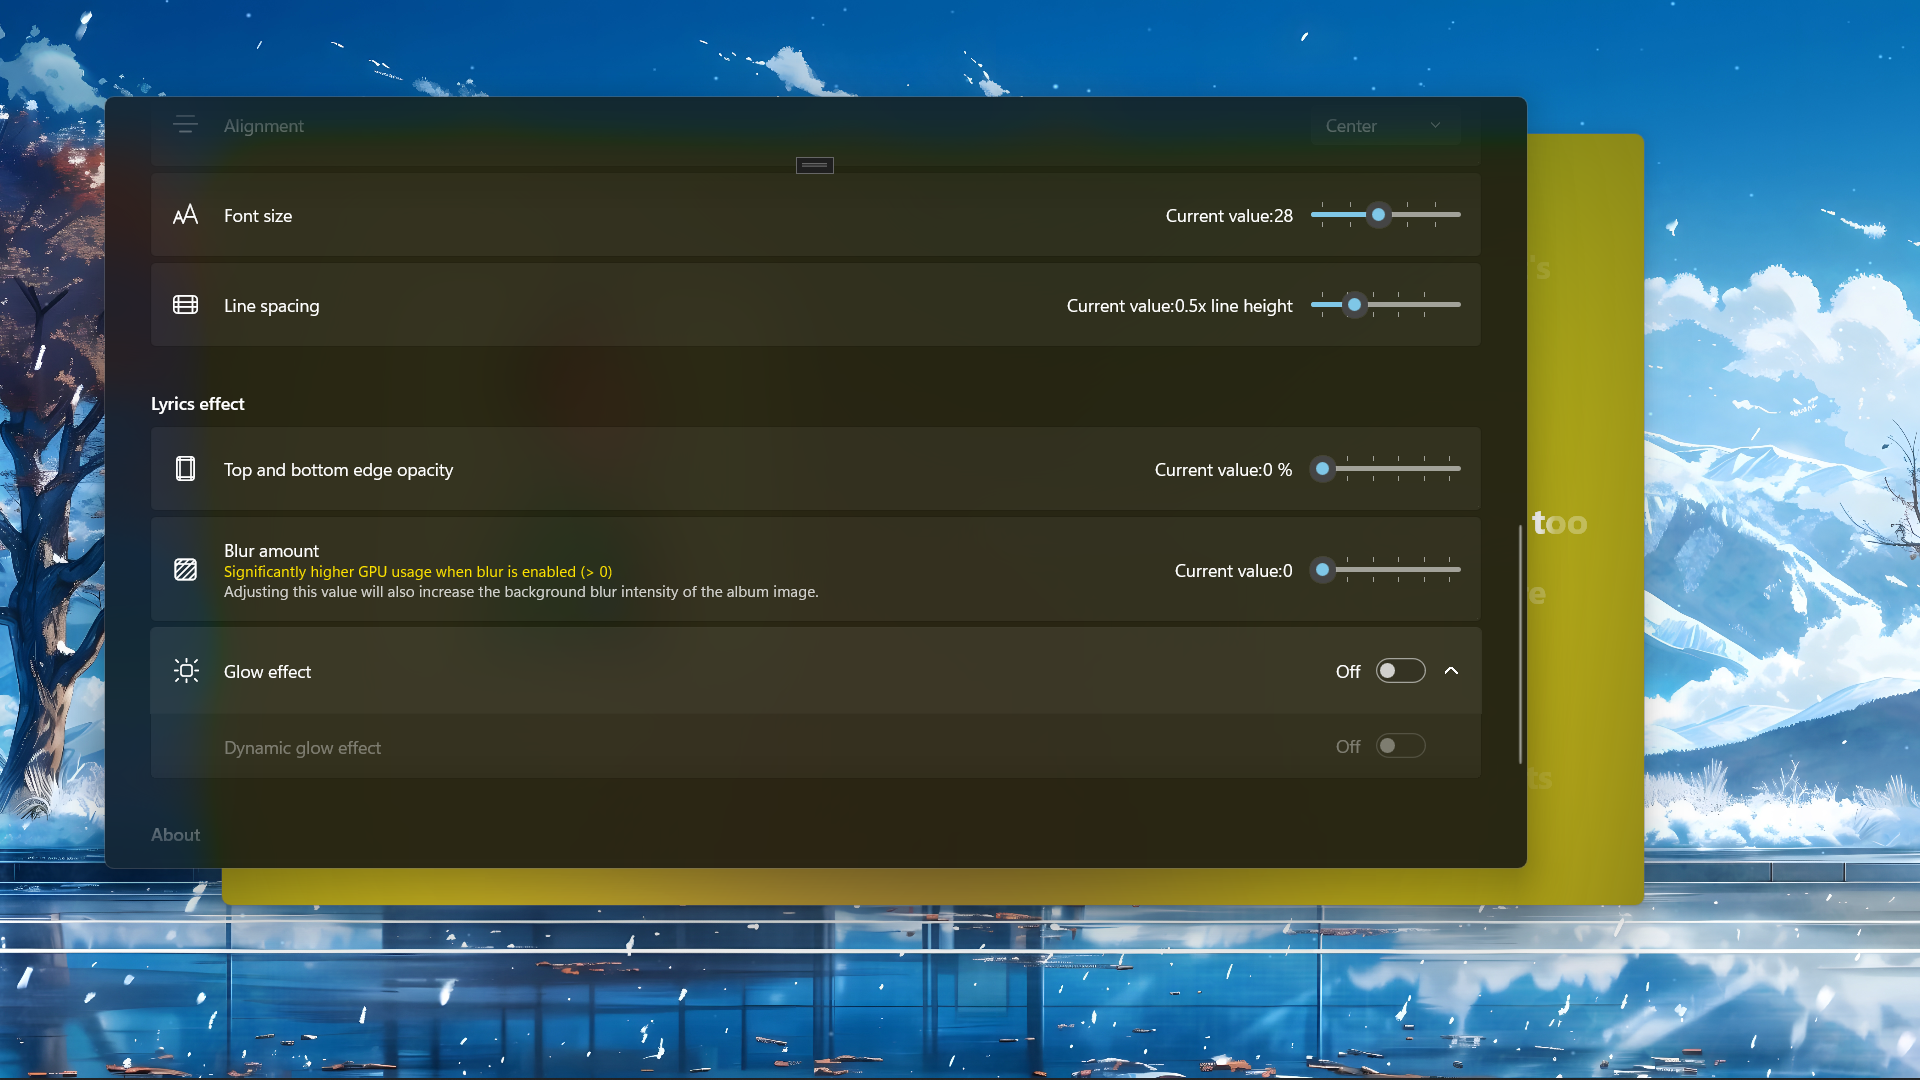 Alignment
Center
Font size
Current value:28
's
Line spacing
Current value:0.5x line height
Lyrics effect
Top and bottom edge opacity
Current value:0 %
too
Blur amount
Significantly higher GPU usage when blur is enabled (> 0)
Adjusting this value will also increase the background blur intensity of the album image.
Current value:0
e
Glow effect
Off
Dynamic glow effect
Off
ts
About